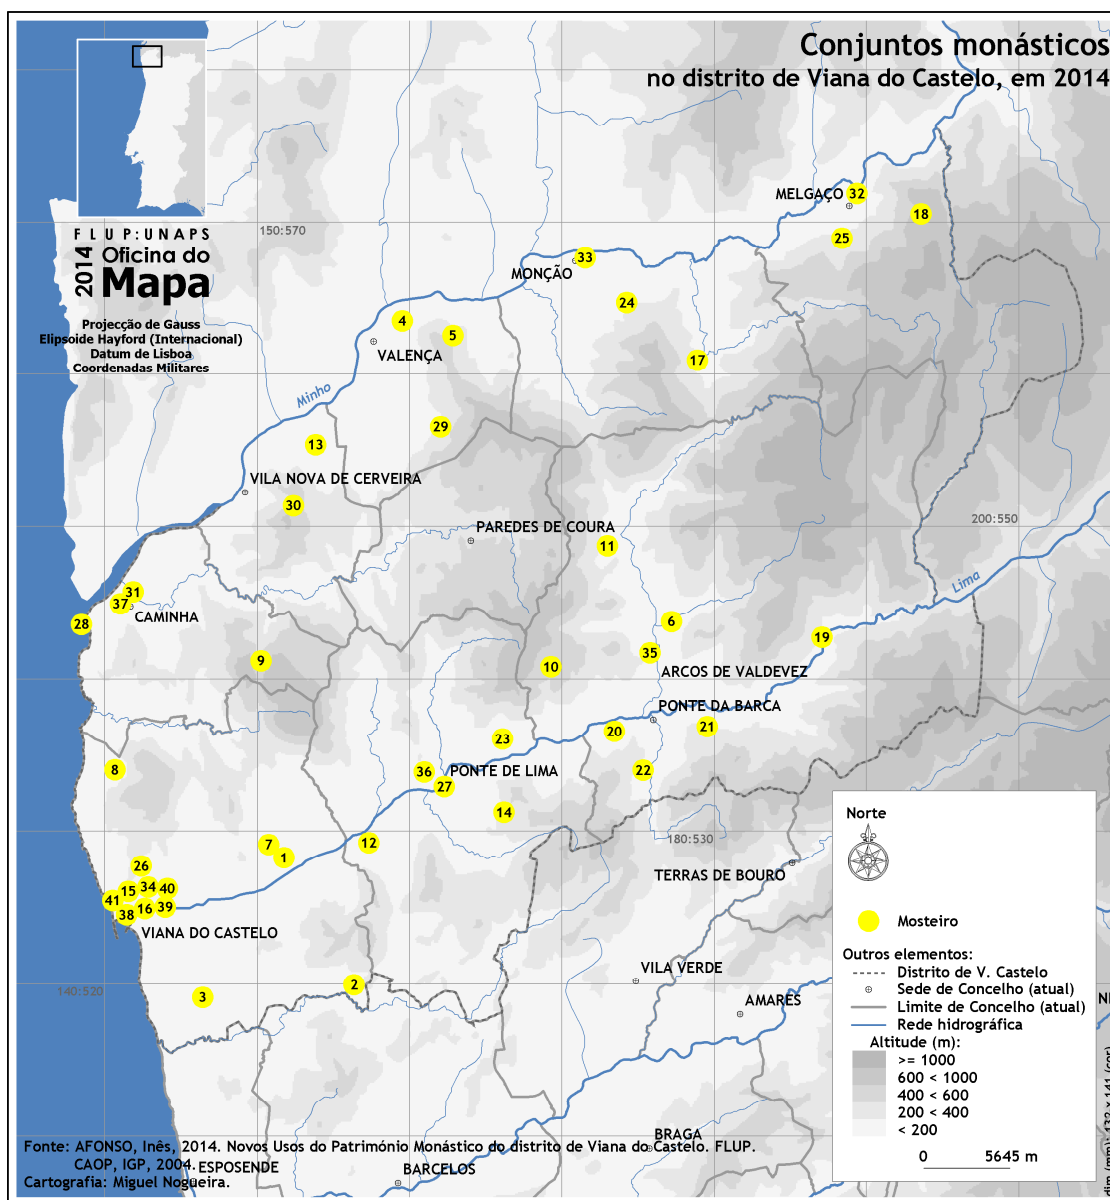 Conjuntos monásticos
no distrito de Viana do Castelo, em 2014
F L U P : U N A P S
2014 Oficina do
Mapa
Projecção de Gauss
Elipsoide Hayford (Internacional)
Datum de Lisboa
Coordenadas Militares
150:570
MELGAÇO 32
18
25
33
MONÇÃO
24
4
5
VALENÇA
17
Minho
29
13
VILA NOVA DE CERVEIRA
30
200:550
PAREDES DE COURA
11
Lima
31
37
CAMINHA
28
6
19
35
9
10
ARCOS DE VALDEVEZ
PONTE DA BARCA
21
20
23
8
36
PONTE DE LIMA
22
27
14
Norte
180:530
12
7
1
26
TERRAS DE BOURO
15
34
40
41
16
39
38
VIANA DO CASTELO
Mosteiro
Outros elementos:
Distrito de V. Castelo
Sede de Concelho (atual)
Limite de Concelho (atual)
Rede hidrográfica
VILA VERDE
2
140:520
3
AMARES
Altitude (m):
>= 1000
600 < 1000
400 < 600
200 < 400
< 200
0 5645 m
BRAGA
Fonte: AFONSO, Inês, 2014. Novos Usos do Património Monástico do distrito de Viana do Castelo. FLUP.
CAOP, IGP, 2004.
ESPOSENDE
BARCELOS
Cartografia: Miguel Nogueira.